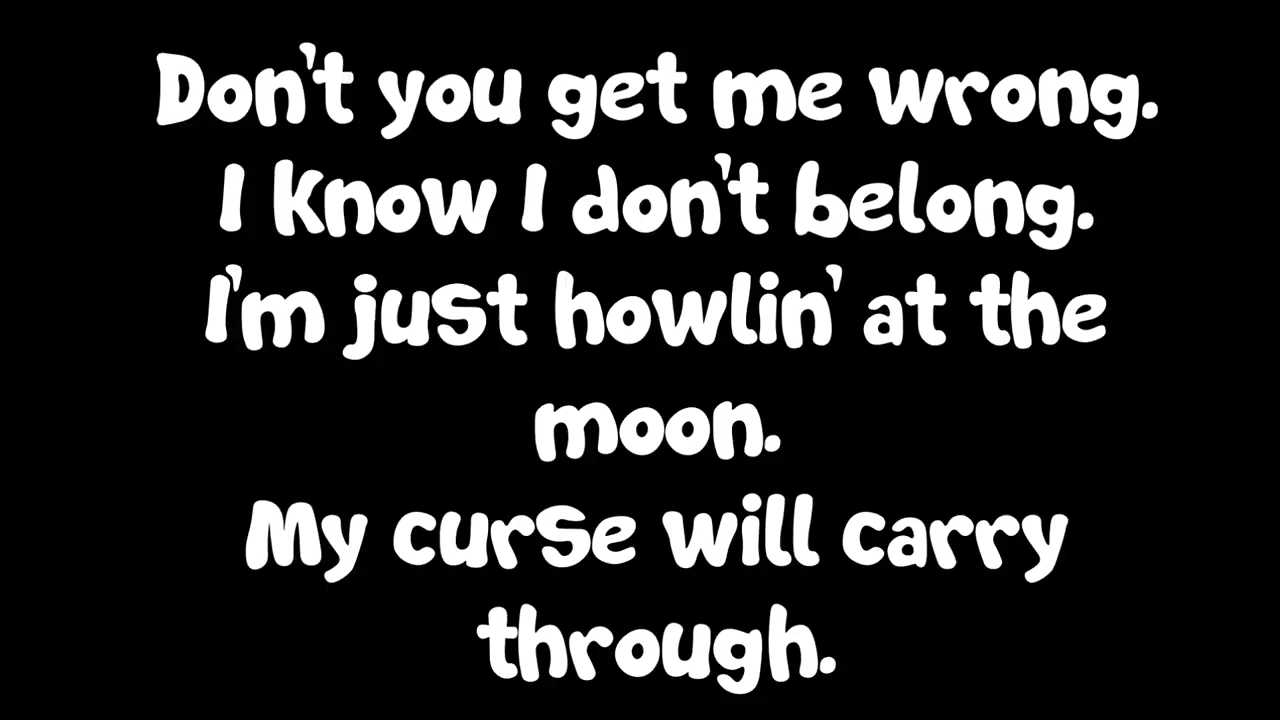 Don't you get me wrong.
I know I don't belong.
I'm just howlin' at the
moon.
My curse will carry
through.